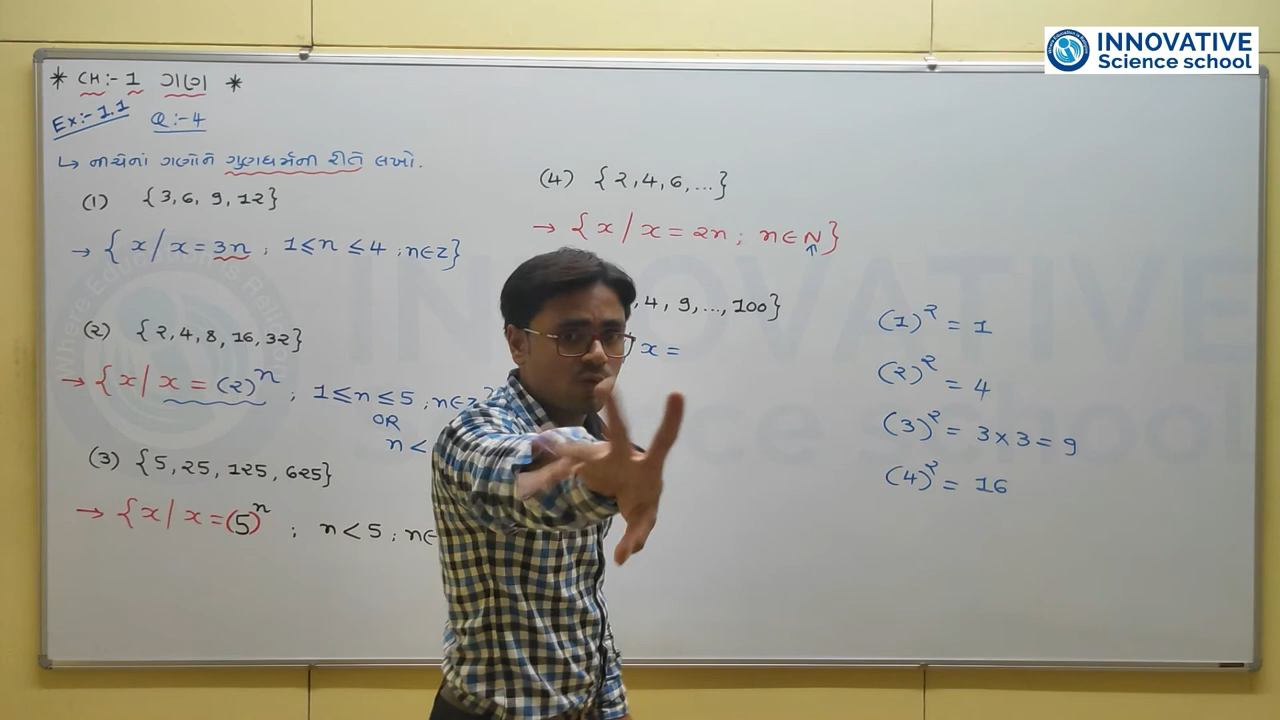 * CH:- 1 ગણ *
Ex:- 1.1 Q:-4
↳ નીચેનાં ગણોને ગુણધર્મની રીતે લખો.
(1) {3, 6, 9, 12}
→ { x / x = 3n ; 1 ≤ n ≤ 4 ; n ∈ Z}
(2) {2, 4, 8, 16, 32}
→ { x / x = (2)^n ; 1 ≤ n ≤ 5 ; n ∈ Z
OR
n <
(3) {5, 25, 125, 625}
→ {x / x = (5)^n ; n < 5 ; n ∈
(4) {2, 4, 6, ...}
→ { x / x = 2n ; n ∈ N }
, 4, 9, ..., 100}
x =
(1)^2 = 1
(2)^2 = 4
(3)^2 = 3 × 3 = 9
(4)^2 = 16
INNOVATIVE
Science school
INNOVATIVE
Science school